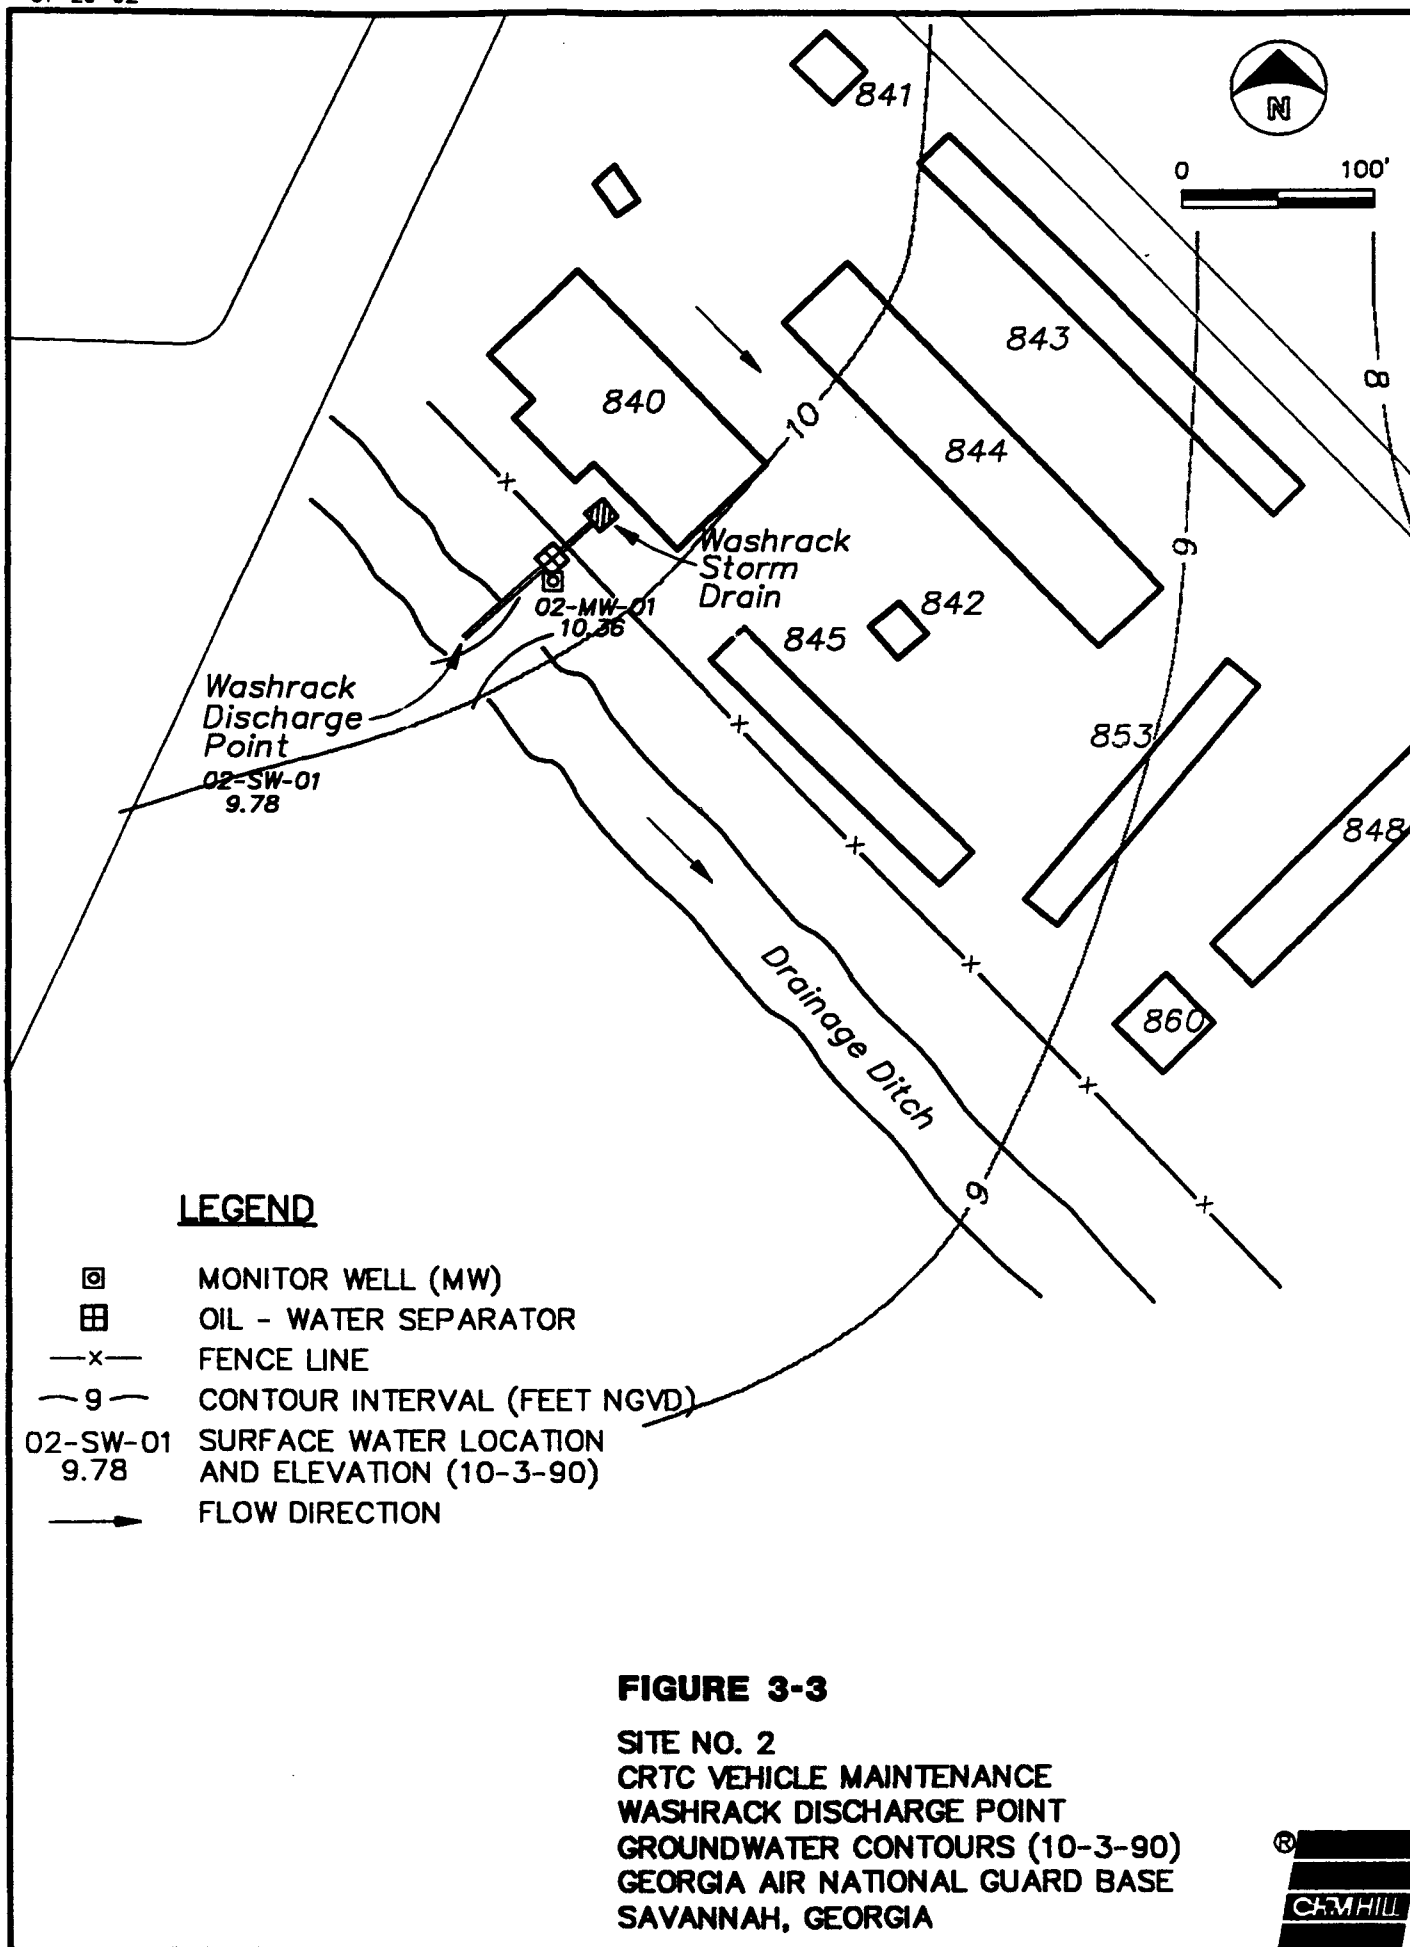 841
N
0 100'
843
8
840
10
844
9
Washrack
Storm
Drain
02-MW-01
10.36
842
845
Washrack
Discharge
Point
02-SW-01
9.78
853
848
Drainage Ditch
860
9
LEGEND
MONITOR WELL (MW)
OIL - WATER SEPARATOR
x FENCE LINE
9 CONTOUR INTERVAL (FEET NGVD)
02-SW-01 SURFACE WATER LOCATION
9.78 AND ELEVATION (10-3-90)
FLOW DIRECTION
FIGURE 3-3
SITE NO. 2
CRTC VEHICLE MAINTENANCE
WASHRACK DISCHARGE POINT
GROUNDWATER CONTOURS (10-3-90)
GEORGIA AIR NATIONAL GUARD BASE
SAVANNAH, GEORGIA
®
CH2MHILL